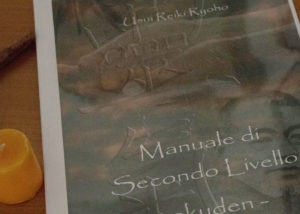 Usui Reiki Ryoho
Manuale di
Secondo Livello